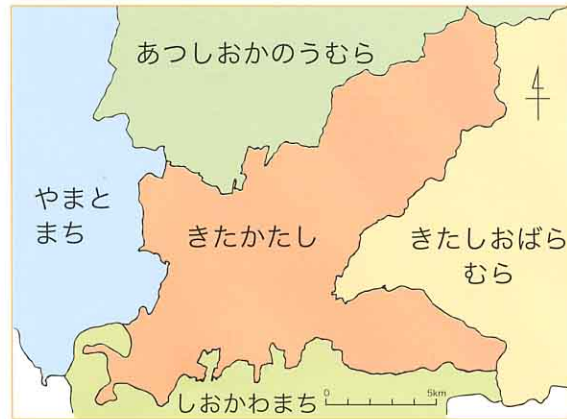 あつしおかのうむら
やまと
まち
きたかたし
きたしおばら
むら
しおかわまち
0
5km